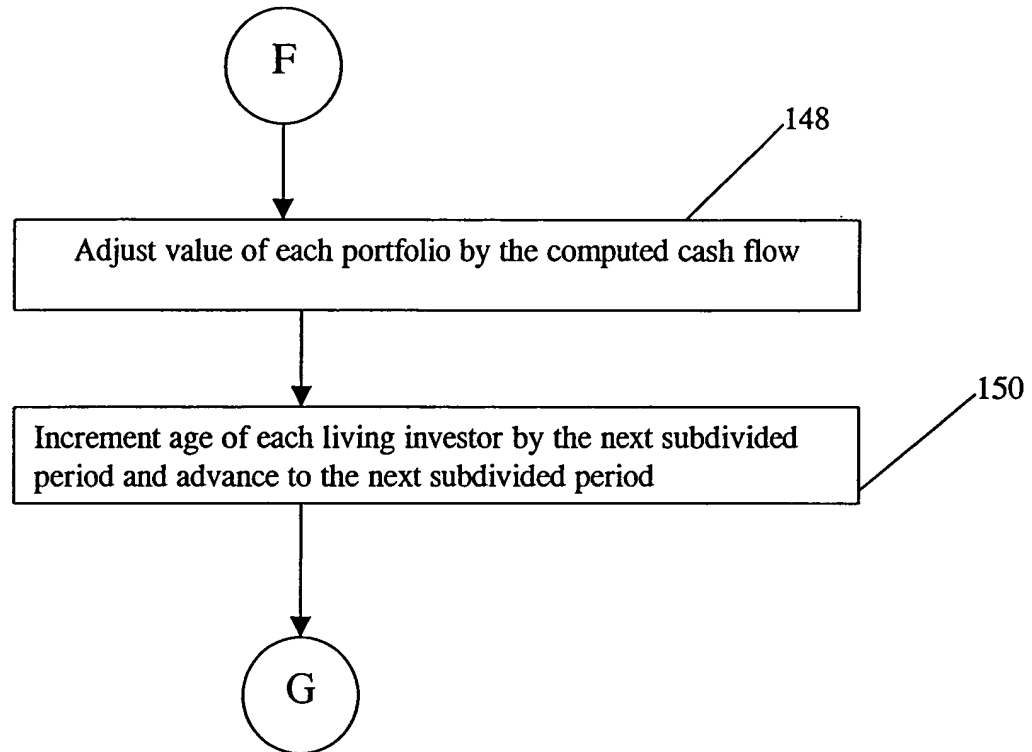 F
148
Adjust value of each portfolio by the computed cash flow
150
Increment age of each living investor by the next subdivided
period and advance to the next subdivided period
G